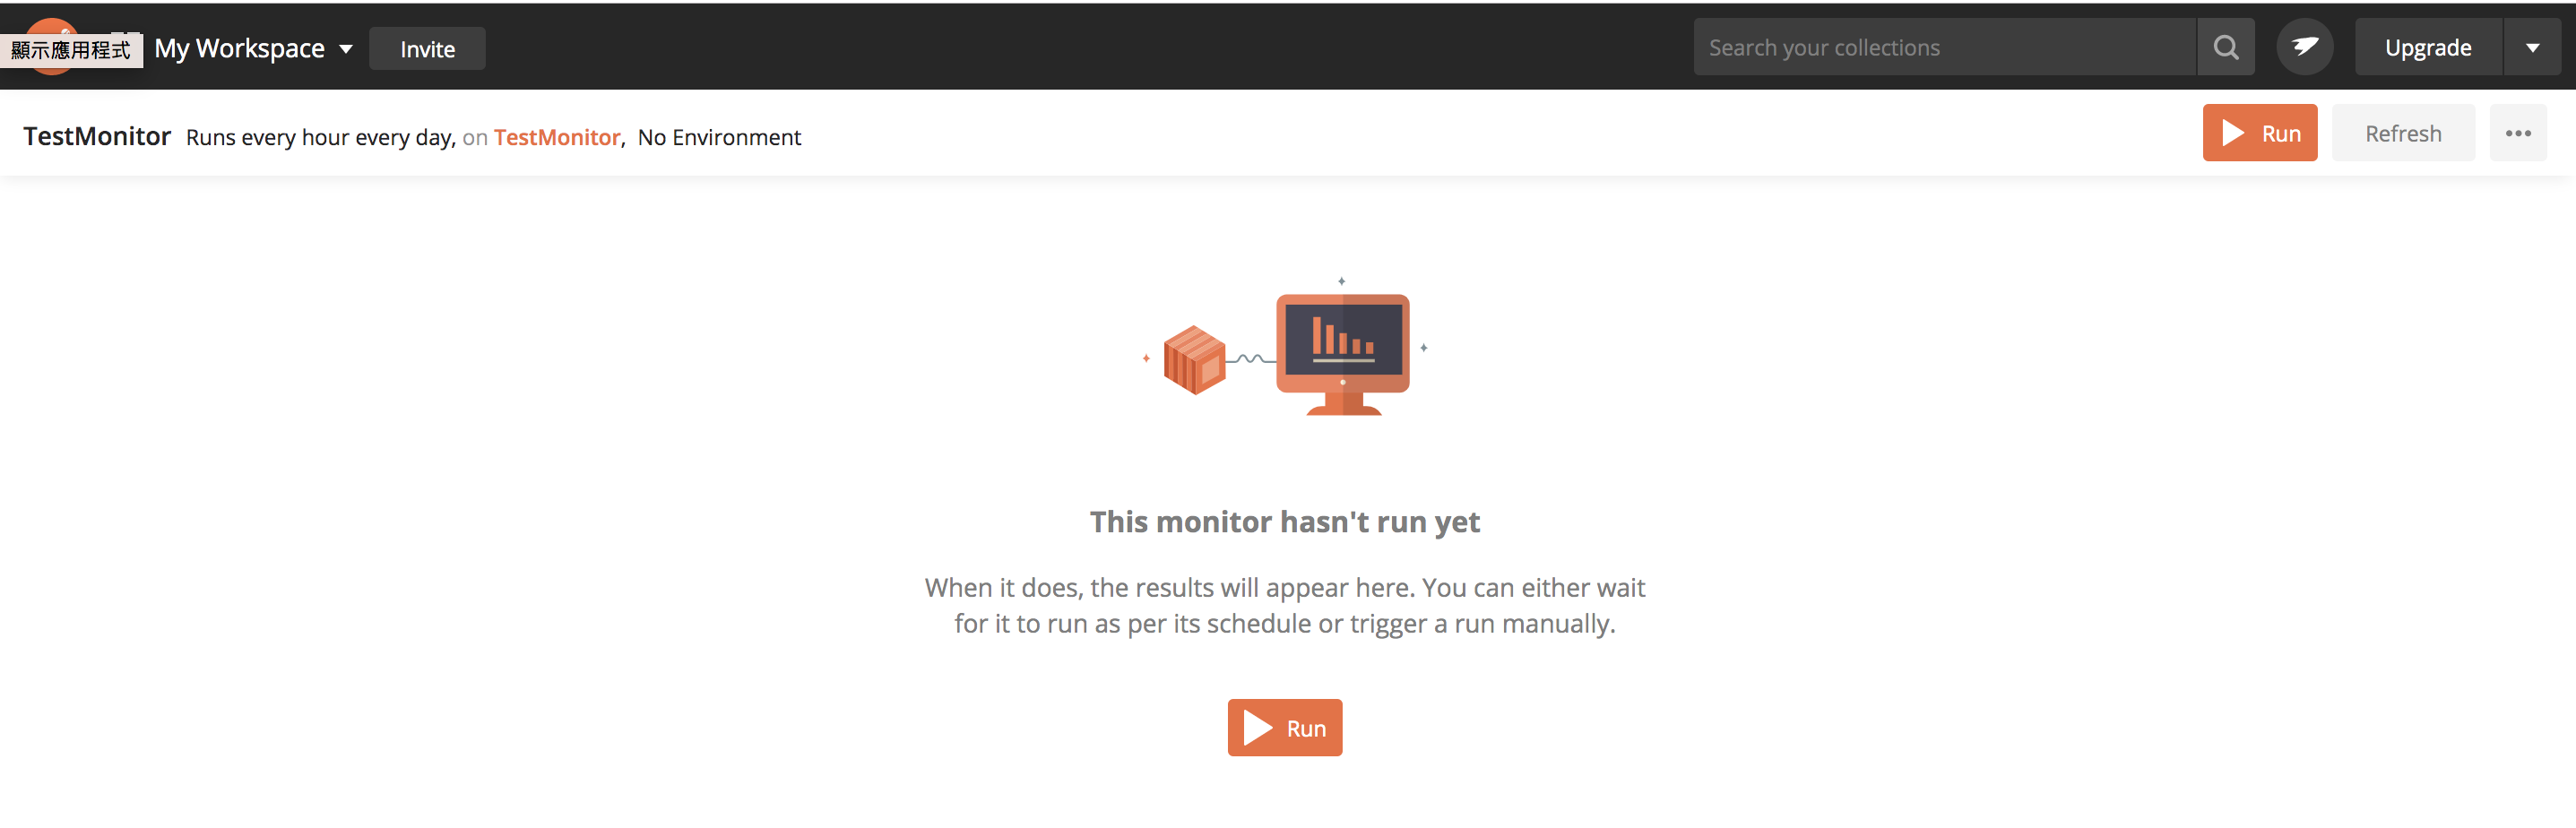 顯示應用程式
My Workspace
Invite
Search your collections
Upgrade
TestMonitor Runs every hour every day, on TestMonitor, No Environment
Run
Refresh
This monitor hasn't run yet
When it does, the results will appear here. You can either wait
for it to run as per its schedule or trigger a run manually.
Run